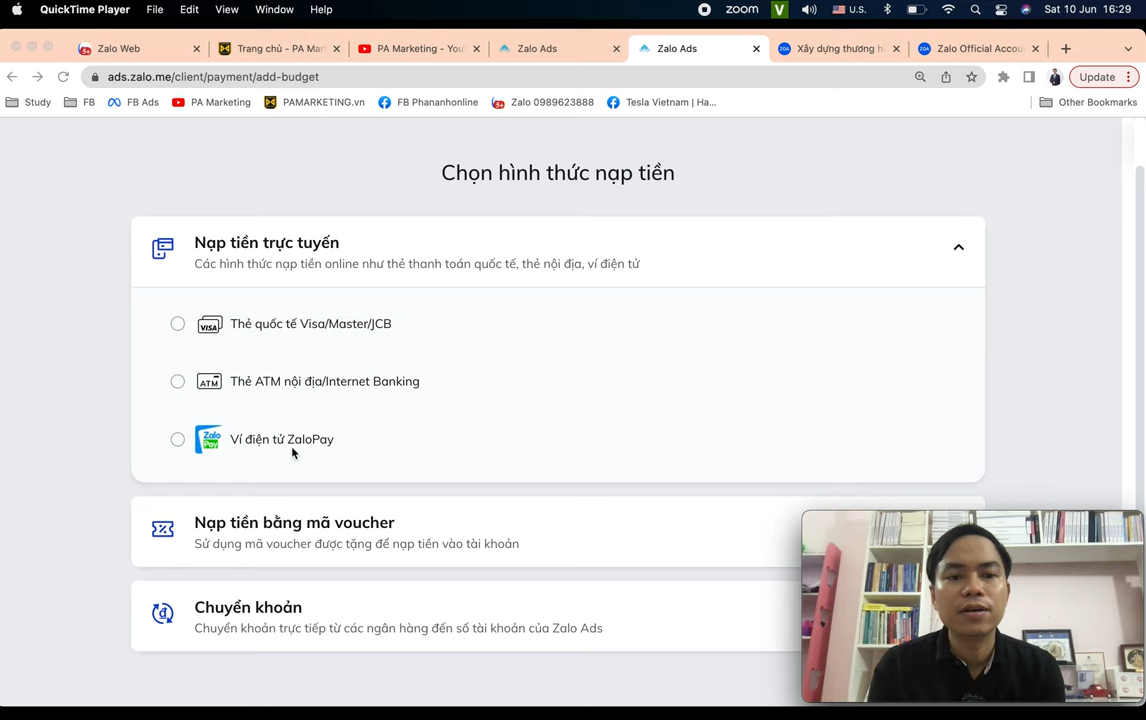 QuickTime Player File Edit View Window Help zoom V U.S. Sat 10 Jun 16:29
Zalo Web Trang chủ - PA Mar PA Marketing - You Zalo Ads Zalo Ads Xây dựng thương h Zalo Official Accou
ads.zalo.me/client/payment/add-budget Update
Study FB FB Ads PA Marketing PAMARKETING.vn FB Phananhonline Zalo 0989623888 Tesla Vietnam | Ha... Other Bookmarks
Chọn hình thức nạp tiền
Nạp tiền trực tuyến
Các hình thức nạp tiền online như thẻ thanh toán quốc tế, thẻ nội địa, ví điện tử
VISA Thẻ quốc tế Visa/Master/JCB
ATM Thẻ ATM nội địa/Internet Banking
Zalo Pay Ví điện tử ZaloPay
Nạp tiền bằng mã voucher
Sử dụng mã voucher được tặng để nạp tiền vào tài khoản
Chuyển khoản
Chuyển khoản trực tiếp từ các ngân hàng đến số tài khoản của Zalo Ads